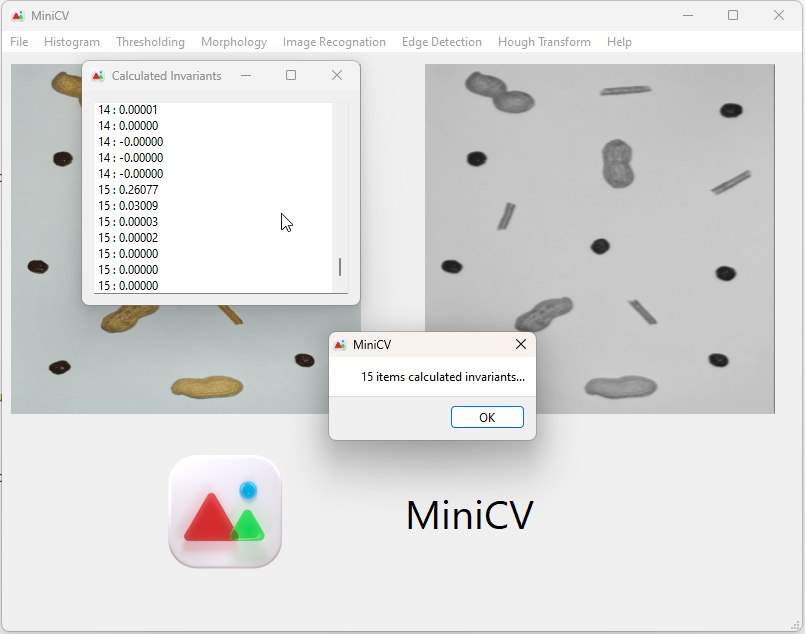 MiniCV
File Histogram Thresholding Morphology Image Recognation Edge Detection Hough Transform Help
Calculated Invariants
14 : 0.00001
14 : 0.00000
14 : -0.00000
14 : -0.00000
14 : -0.00000
15 : 0.26077
15 : 0.03009
15 : 0.00003
15 : 0.00002
15 : 0.00000
15 : 0.00000
15 : 0.00000
MiniCV
15 items calculated invariants...
OK
MiniCV